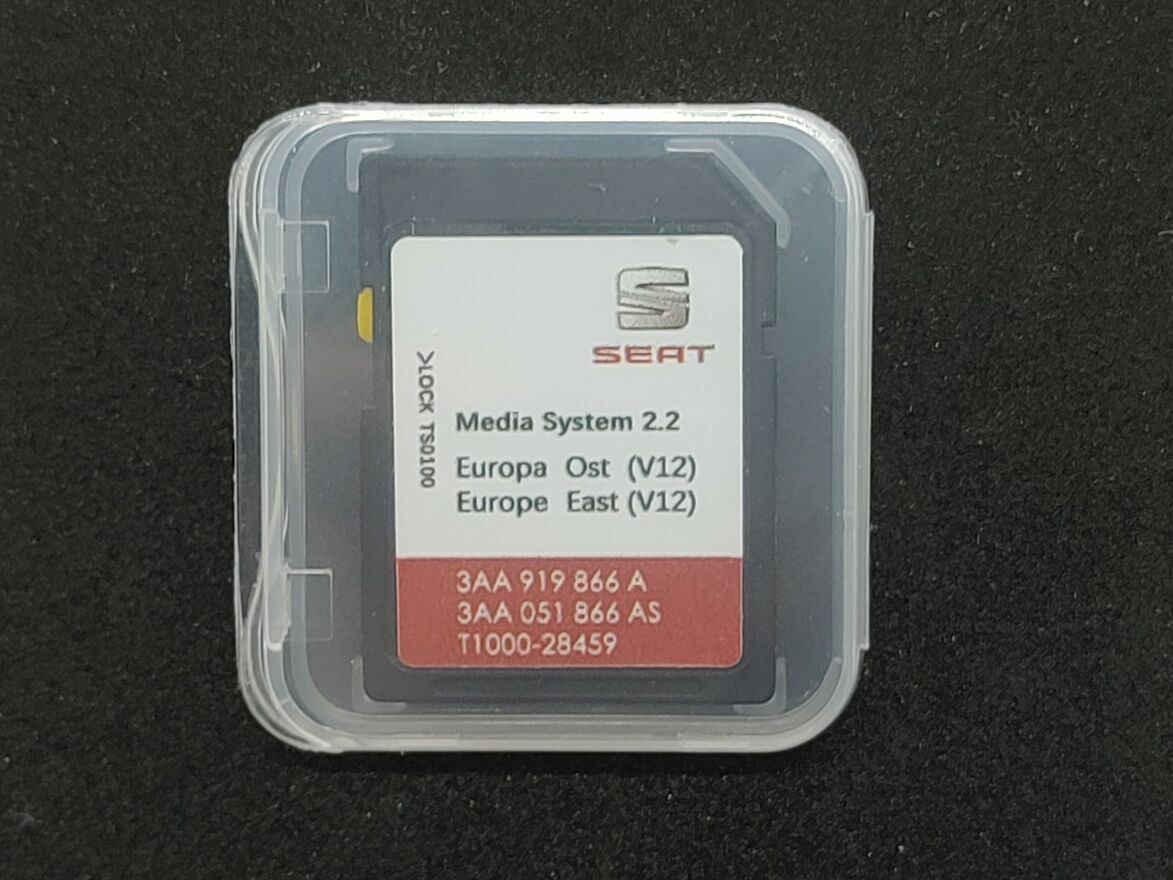 SEAT
>LOCK TS0100
Media System 2.2
Europa Ost (V12)
Europe East (V12)
3AA 919 866 A
3AA 051 866 AS
T1000-28459